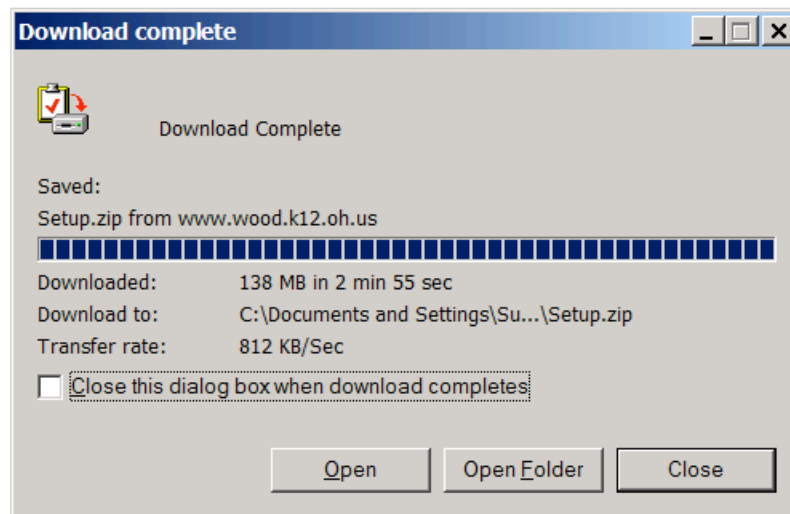 Download complete
Download Complete
Saved:
Setup.zip from www.wood.k12.oh.us
Downloaded: 138 MB in 2 min 55 sec
Download to: C:\Documents and Settings\Su...\Setup.zip
Transfer rate: 812 KB/Sec
Close this dialog box when download completes
Open Open Folder Close